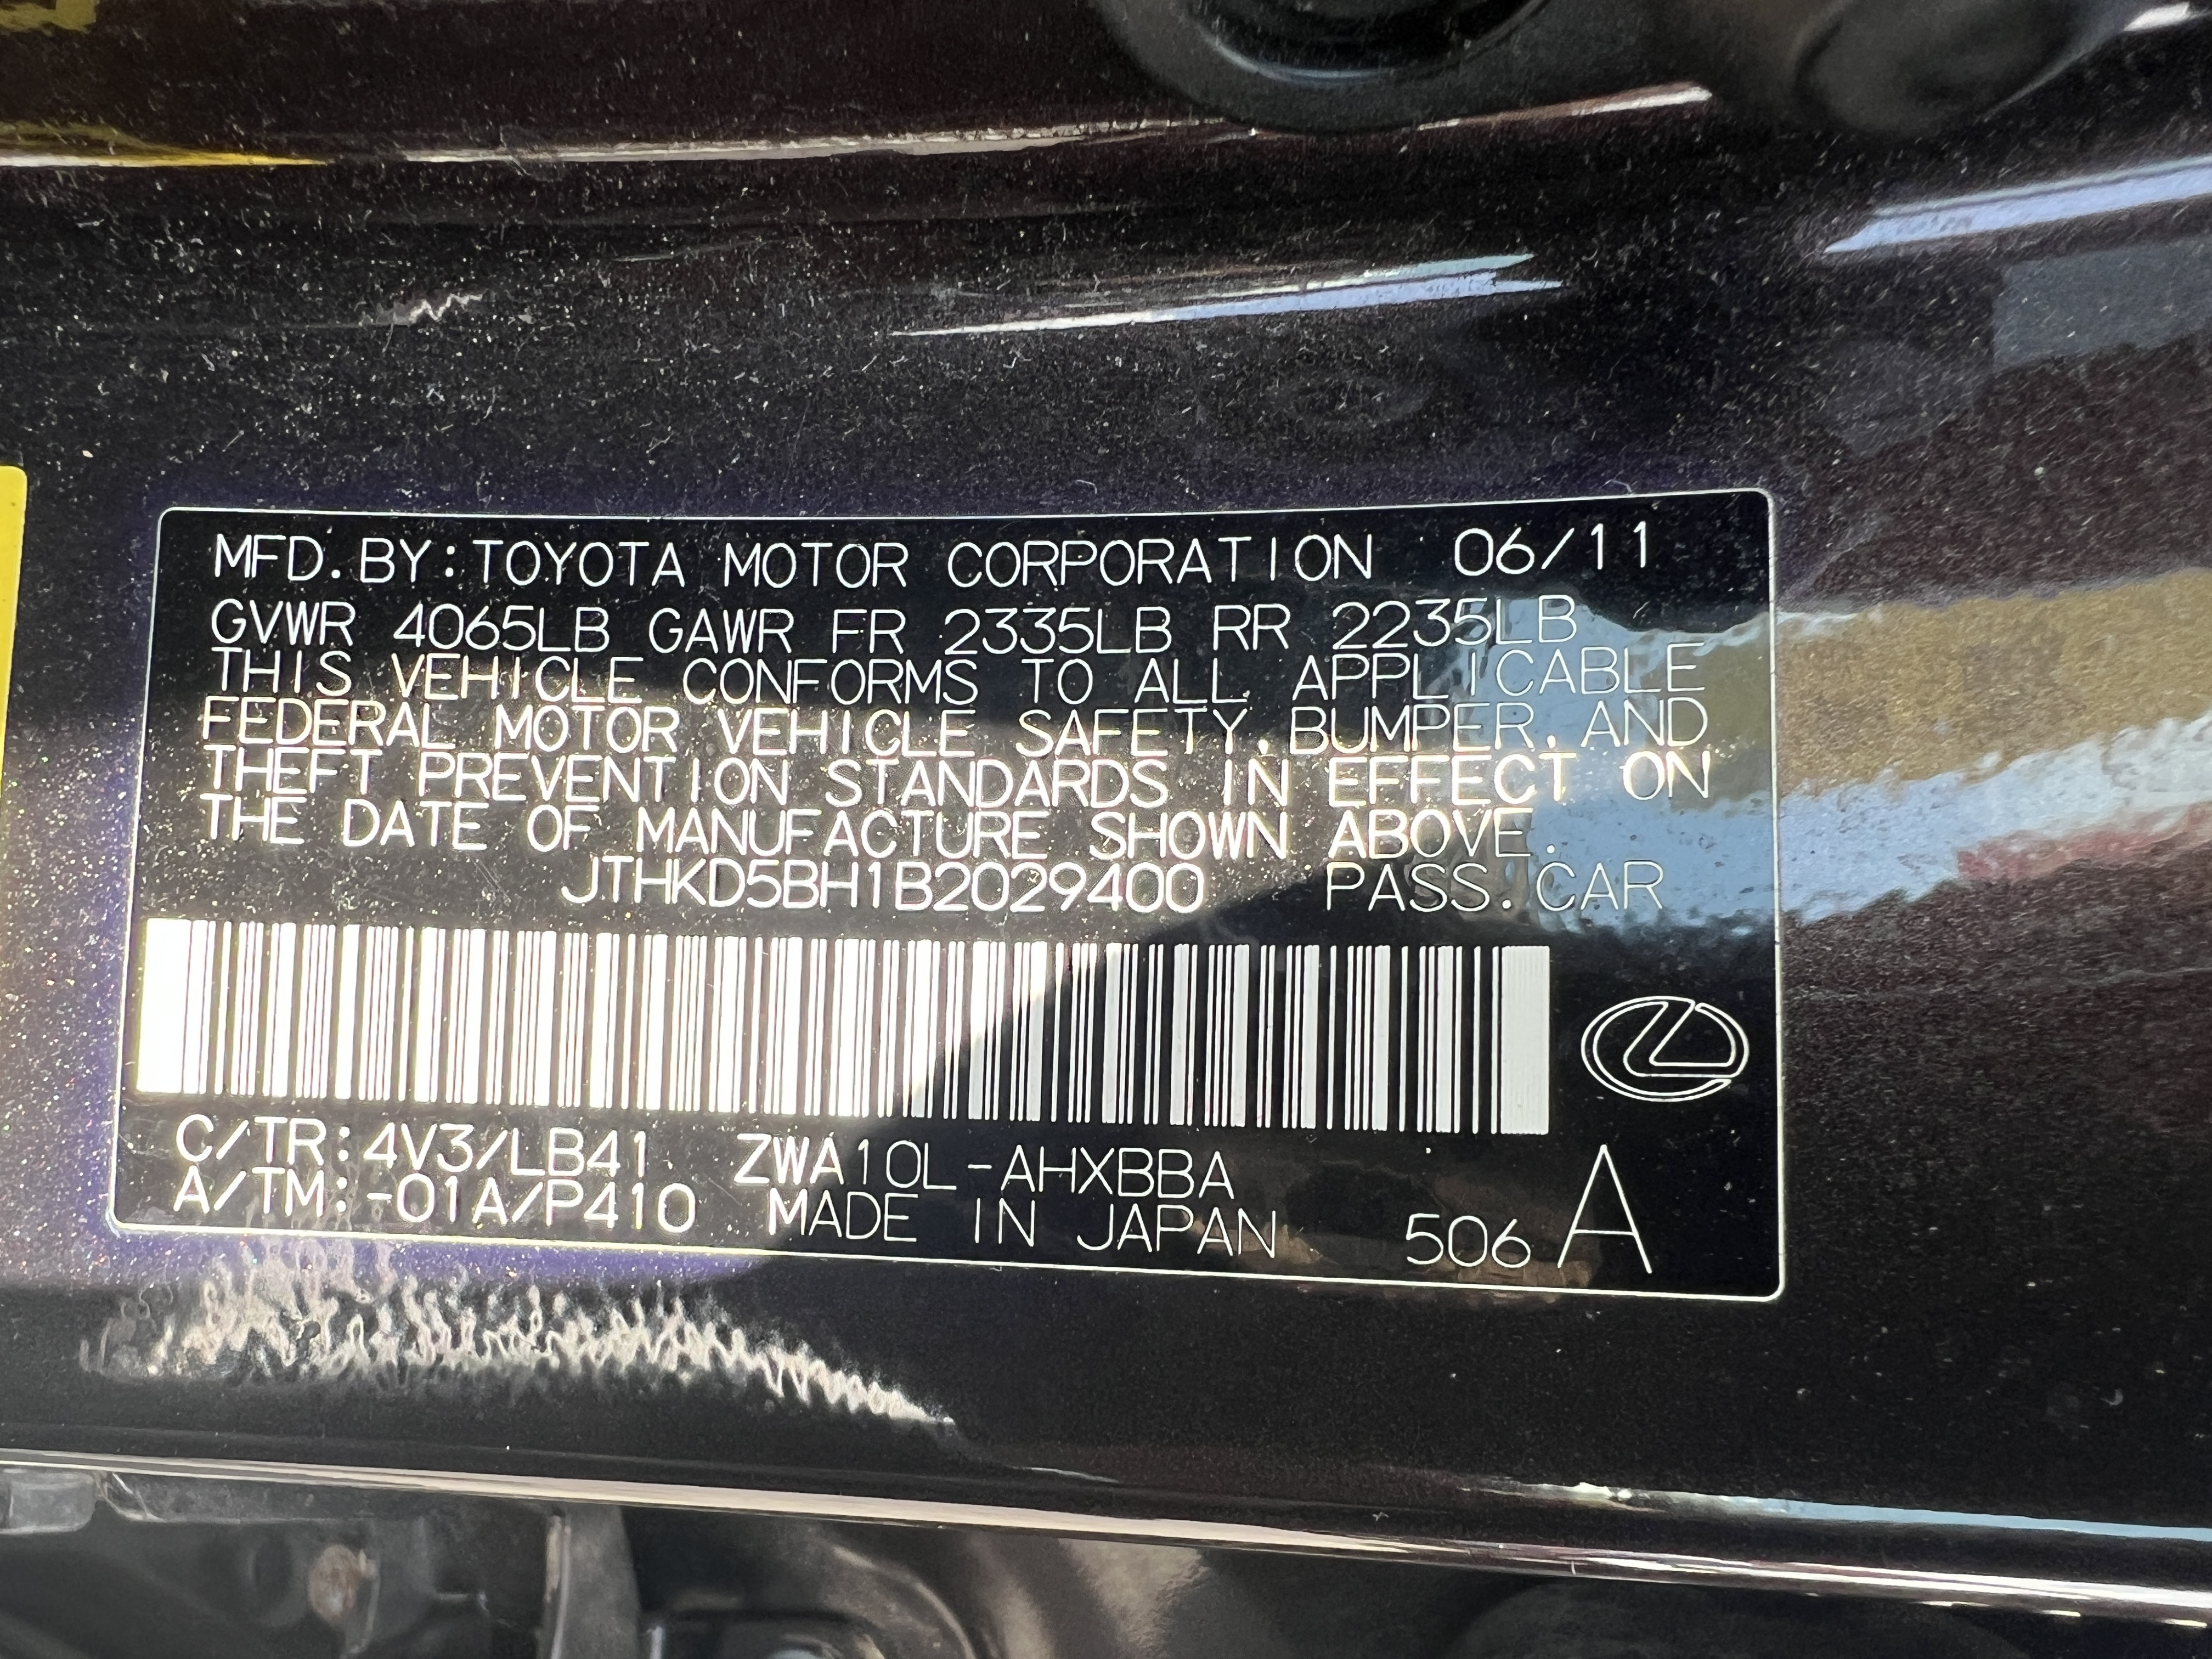 MFD. BY: TOYOTA MOTOR CORPORATION 06/11
GVWR 4065LB GAWR FR 2335LB RR 2235LB
THIS VEHICLE CONFORMS TO ALL APPLICABLE
FEDERAL MOTOR VEHICLE SAFETY, BUMPER, AND
THEFT PREVENTION STANDARDS IN EFFECT ON
THE DATE OF MANUFACTURE SHOWN ABOVE.
JTHKD5BH1B2029400 PASS. CAR
C/TR: 4V3/LB41 ZWA10L-AHXBBA
A/TM: -01A/P410 MADE IN JAPAN 506 A